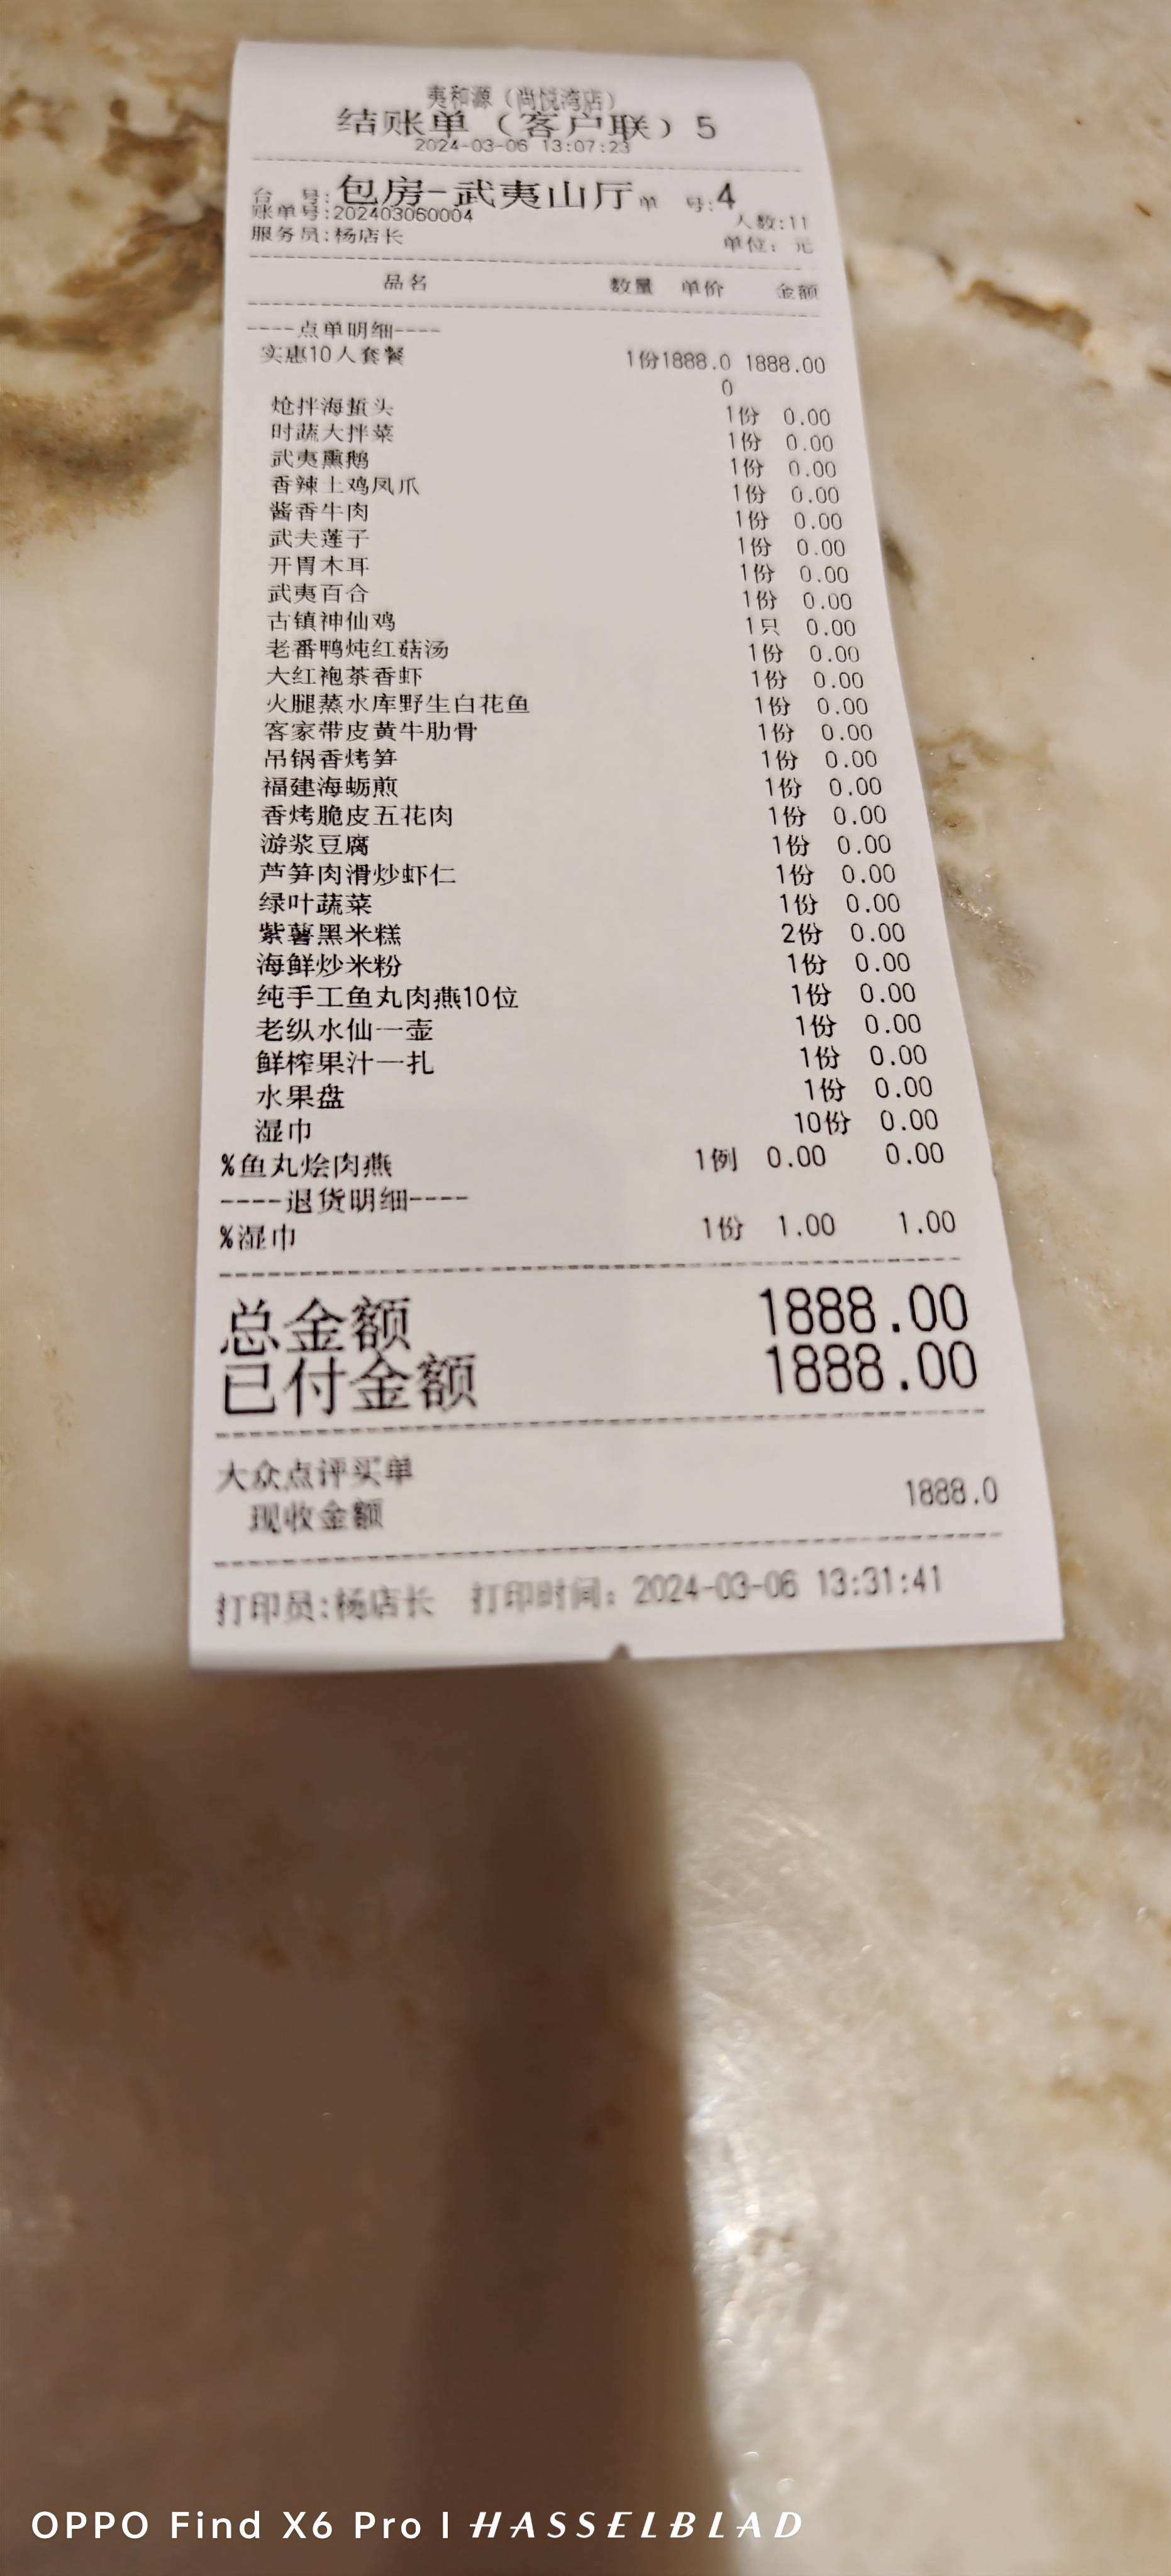 夷和源（尚悦湾店）
结账单（客户联）5
2024-03-06 13:07:23
台 号:包房-武夷山厅 单 号:4
账单号:202403060004 人数:11
服务员:杨店长 单位：元
品名 数量 单价 金额
----点单明细----
实惠10人套餐 1份1888.0 1888.00
0
炝拌海蜇头 1份 0.00
时蔬大拌菜 1份 0.00
武夷熏鹅 1份 0.00
香辣土鸡凤爪 1份 0.00
酱香牛肉 1份 0.00
武夫莲子 1份 0.00
开胃木耳 1份 0.00
武夷百合 1份 0.00
古镇神仙鸡 1只 0.00
老番鸭炖红菇汤 1份 0.00
大红袍茶香虾 1份 0.00
火腿蒸水库野生白花鱼 1份 0.00
客家带皮黄牛肋骨 1份 0.00
吊锅香烤笋 1份 0.00
福建海蛎煎 1份 0.00
香烤脆皮五花肉 1份 0.00
游浆豆腐 1份 0.00
芦笋肉滑炒虾仁 1份 0.00
绿叶蔬菜 1份 0.00
紫薯黑米糕 2份 0.00
海鲜炒米粉 1份 0.00
纯手工鱼丸肉燕10位 1份 0.00
老纵水仙一壶 1份 0.00
鲜榨果汁一扎 1份 0.00
水果盘 1份 0.00
湿巾 10份 0.00
%鱼丸烩肉燕 1例 0.00 0.00
----退货明细----
%湿巾 1份 1.00 1.00
总金额 1888.00
已付金额 1888.00
大众点评买单
现收金额 1888.0
打印员:杨店长 打印时间：2024-03-06 13:31:41
OPPO Find X6 Pro | HASSELBLAD